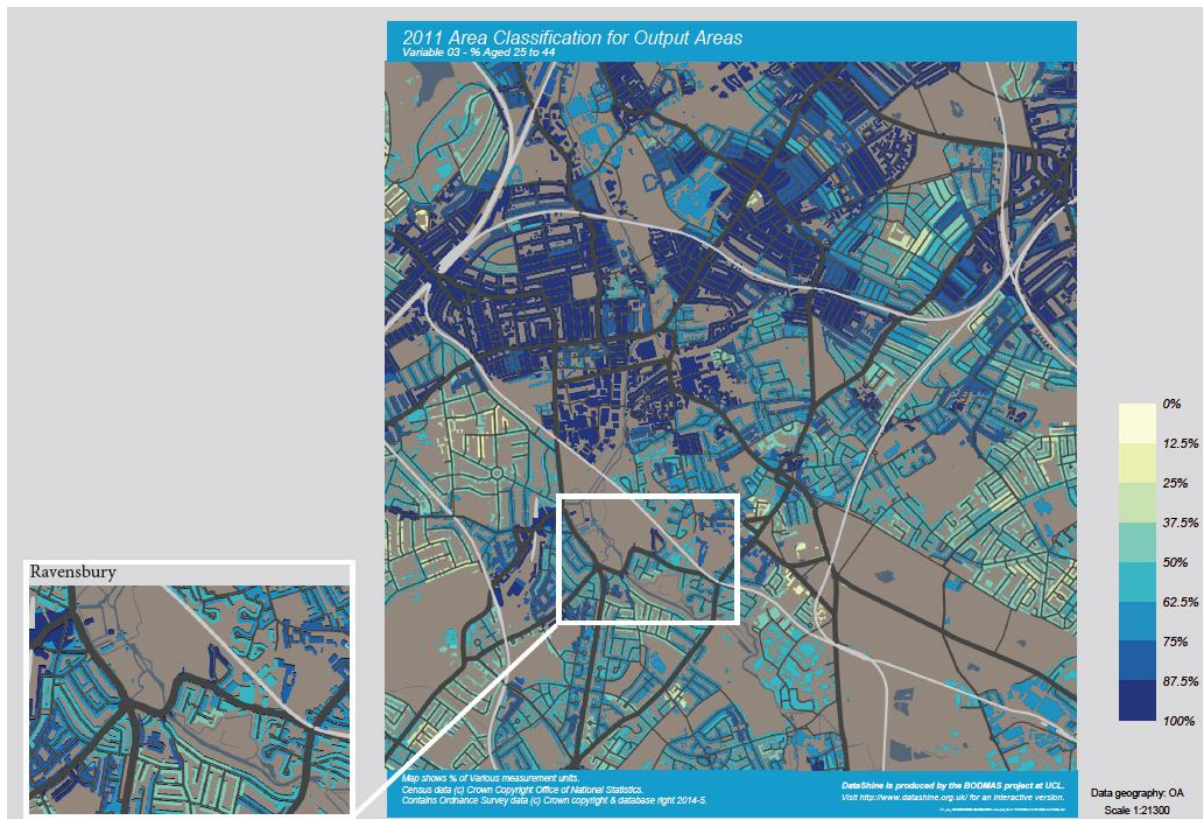 2011 Area Classification for Output Areas
Variable 03 - % Aged 25 to 44
0%
12.5%
25%
37.5%
50%
62.5%
75%
87.5%
100%
Ravensbury
Map shows % of Various measurement units.
Census data (c) Crown Copyright Office of National Statistics.
Contains Ordnance Survey data (c) Crown copyright & database right 2014-5.
DataShine is produced by the BODMAS project at UCL.
Visit http://www.datashine.org.uk/ for an interactive version.
Data geography: OA
Scale 1:21300